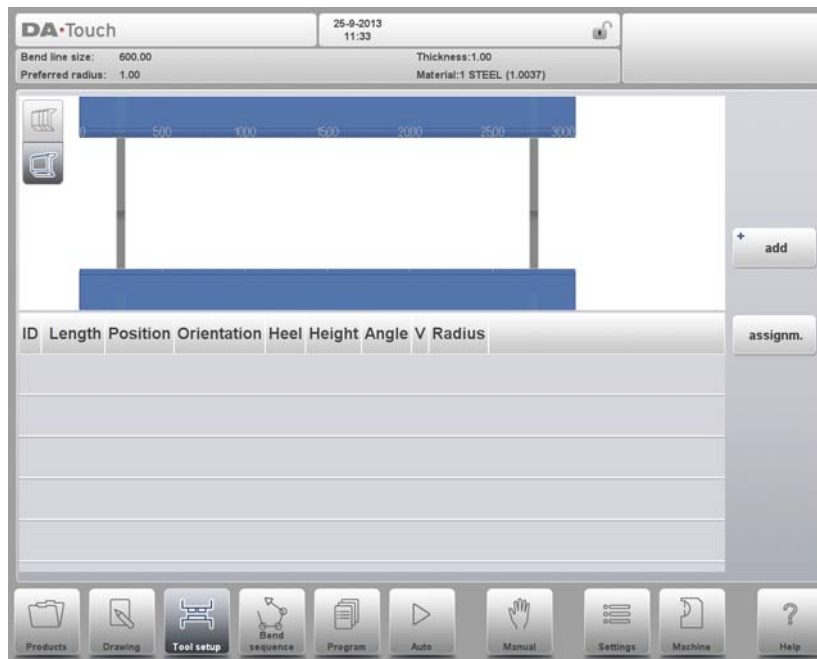 DA•Touch
25-9-2013
11:33
Bend line size: 600.00
Thickness:1.00
Preferred radius: 1.00
Material:1 STEEL (1.0037)
0 500 1000 1500 2000 2500 3000
+ add
ID Length Position Orientation Heel Height Angle V Radius
assignm.
Products
Drawing
Tool setup
Bend
sequence
Program
Auto
Manual
Settings
Machine
?
Help